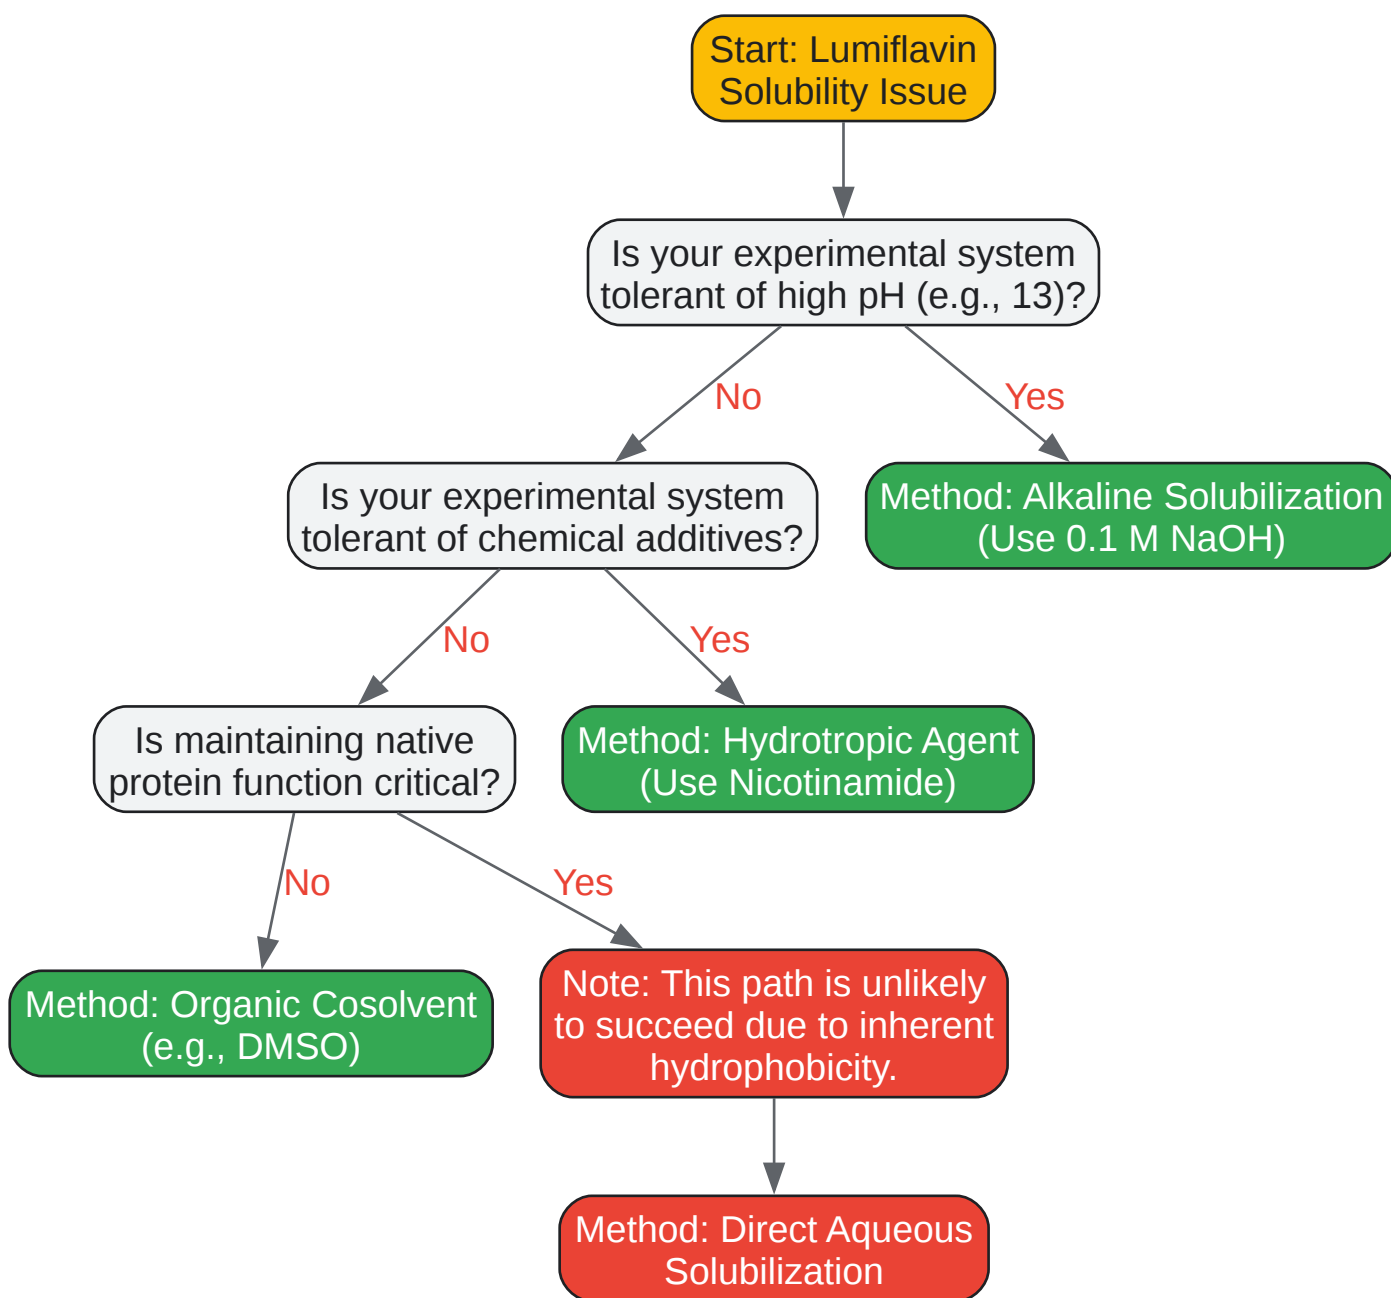 Start: Lumiflavin
Solubility Issue
Is your experimental system
tolerant of high pH (e.g., 13)?
No
Yes
Is your experimental system
tolerant of chemical additives?
Method: Alkaline Solubilization
(Use 0.1 M NaOH)
No
Yes
Is maintaining native
protein function critical?
Method: Hydrotropic Agent
(Use Nicotinamide)
No
Yes
Method: Organic Cosolvent
(e.g., DMSO)
Note: This path is unlikely
to succeed due to inherent
hydrophobicity.
Method: Direct Aqueous
Solubilization